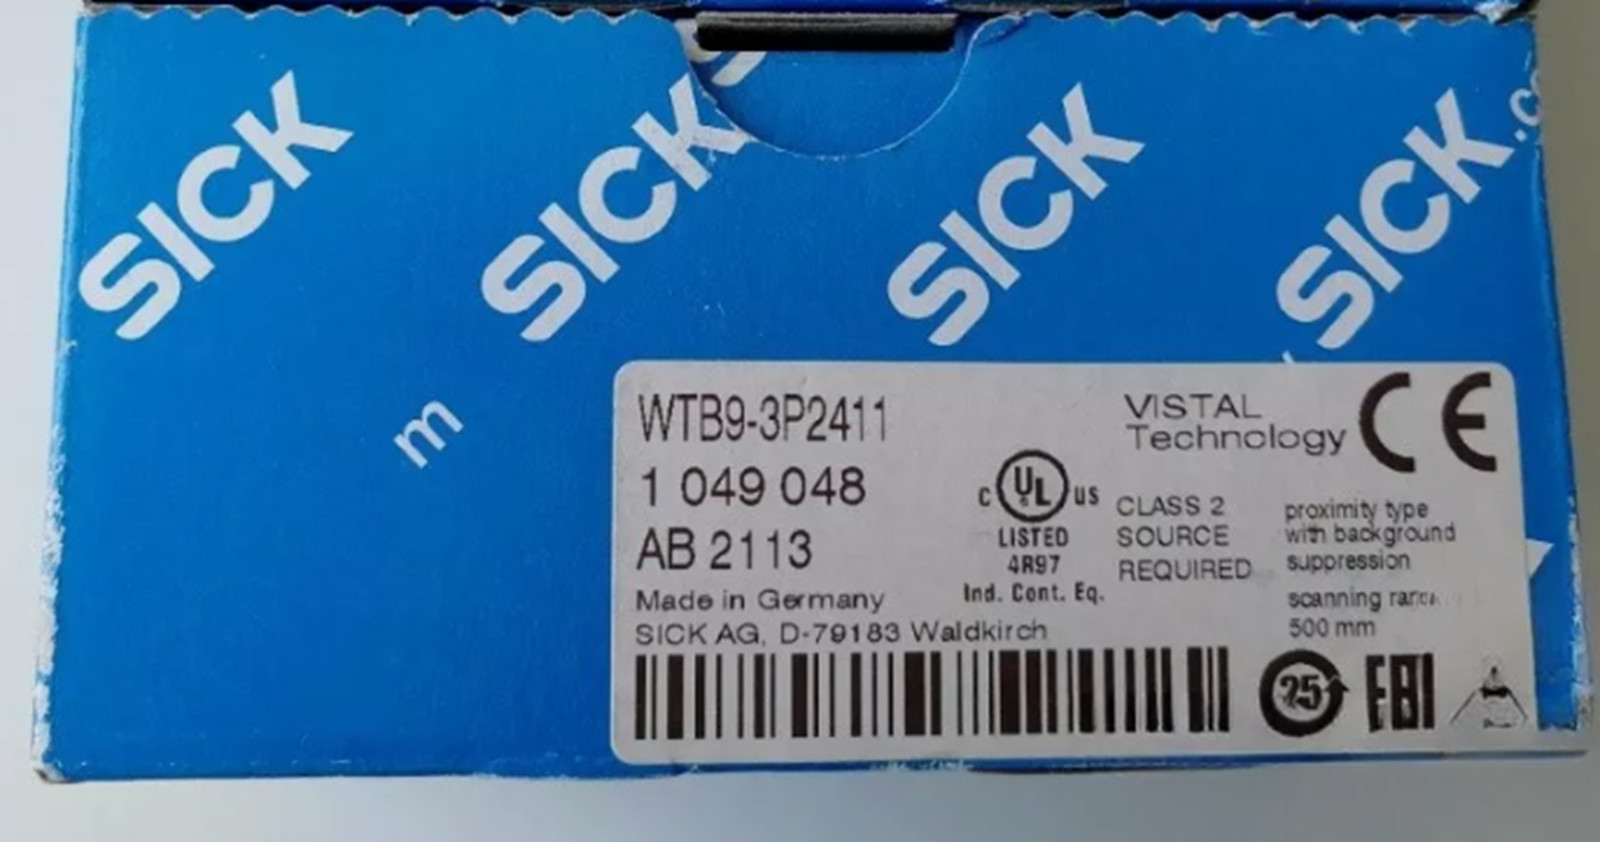 SICK
SICK
SICK
SICK
.c
m
WTB9-3P2411
1 049 048
AB 2113
Made in Germany
SICK AG, D-79183 Waldkirch
c UL us
LISTED
4R97
Ind. Cont. Eq.
CLASS 2
SOURCE
REQUIRED
VISTAL
Technology
CE
proximity type
with background
suppression
scanning
500 mm
25
EAC